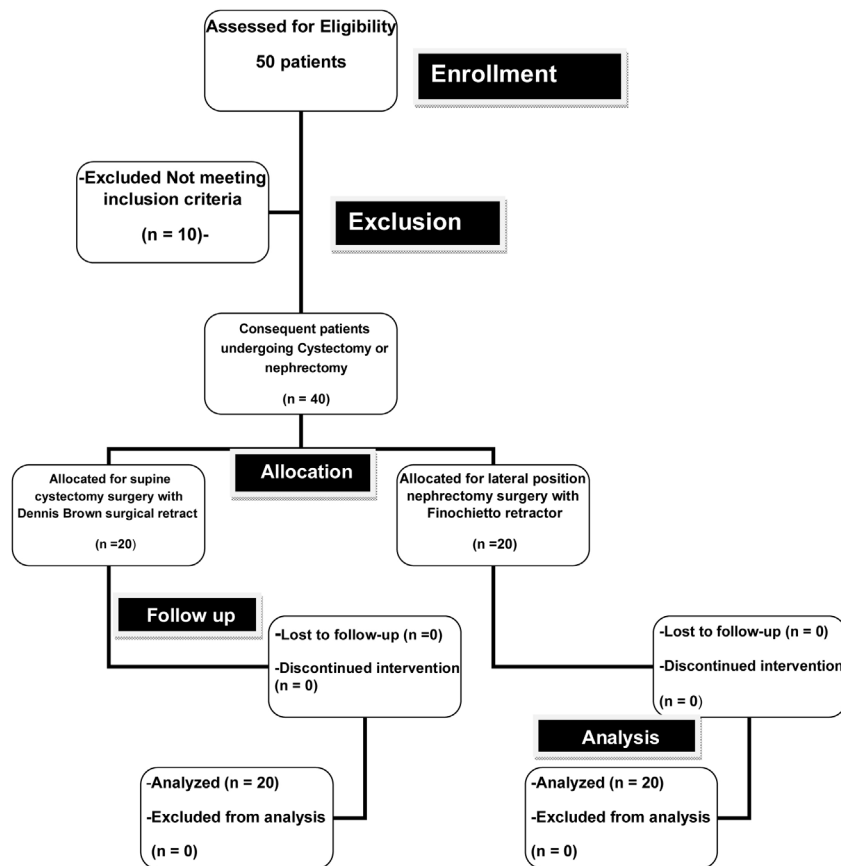 Assessed for Eligibility
50 patients
Enrollment
-Excluded Not meeting
inclusion criteria
(n = 10)-
Exclusion
Consequent patients
undergoing Cystectomy or
nephrectomy
(n = 40)
Allocation
Allocated for supine
cystectomy surgery with
Dennis Brown surgical retract
(n =20)
Allocated for lateral position
nephrectomy surgery with
Finochietto retractor
(n =20)
Follow up
-Lost to follow-up (n =0)
-Discontinued intervention
(n = 0)
-Lost to follow-up (n = 0)
-Discontinued intervention
(n = 0)
Analysis
-Analyzed (n = 20)
-Excluded from analysis
(n = 0)
-Analyzed (n = 20)
-Excluded from analysis
(n = 0)